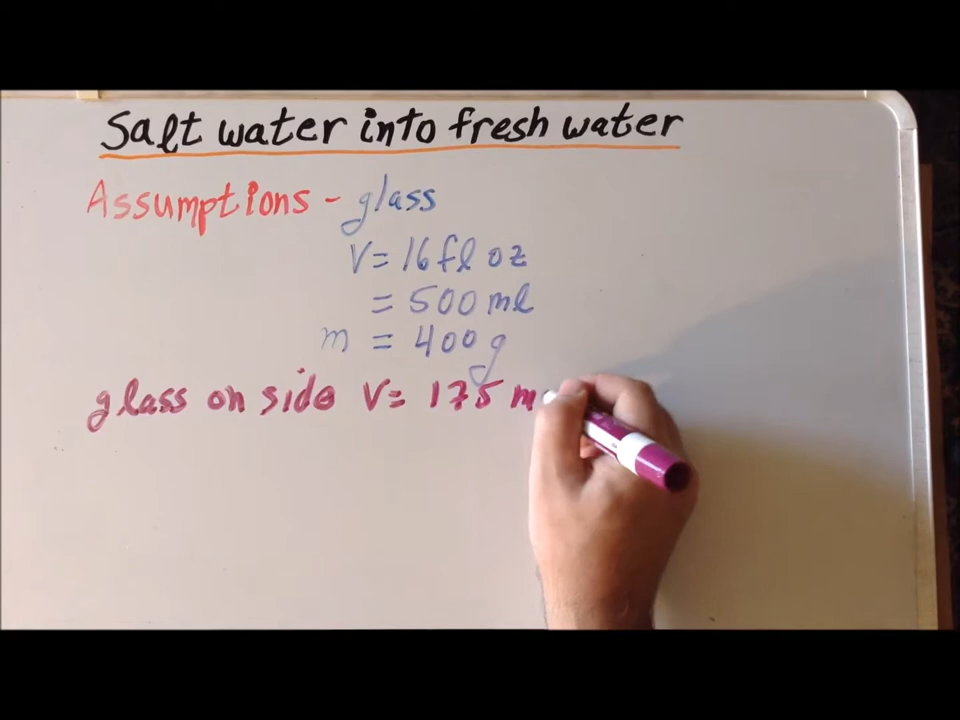 Salt water into fresh water
Assumptions - glass
V = 16 fl oz
= 500 ml
m = 400 g
glass on side V = 175 m